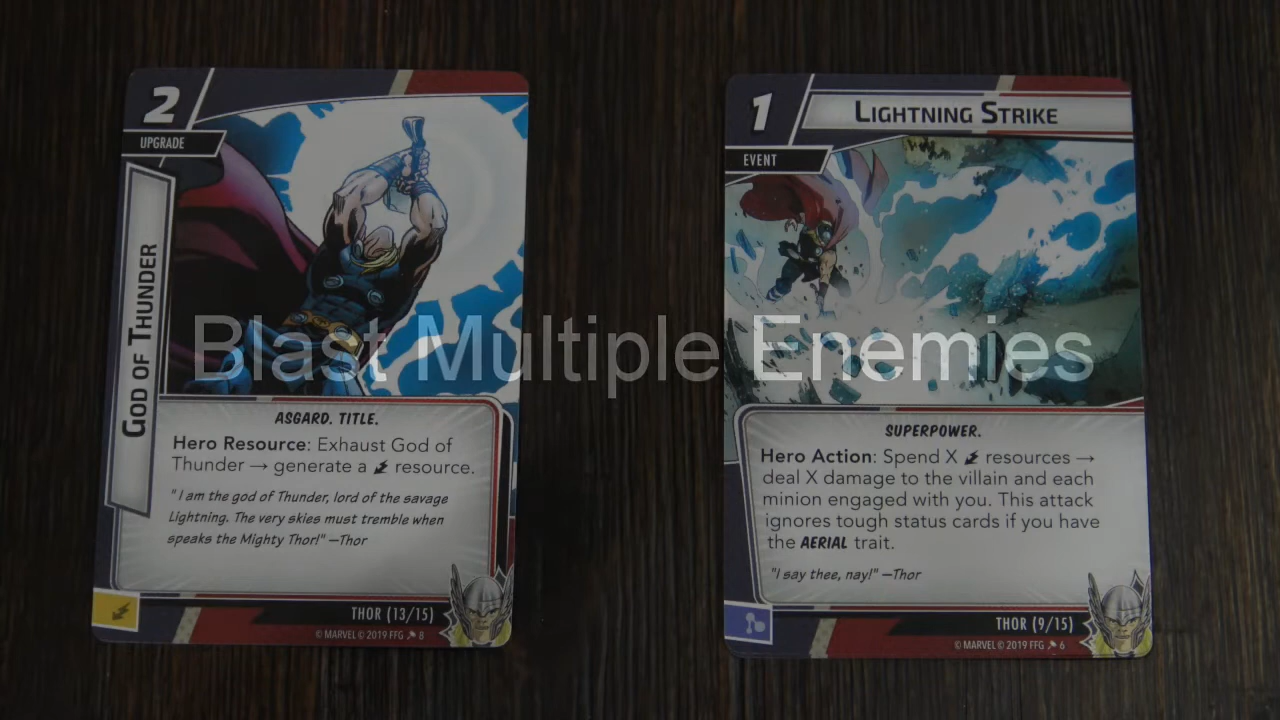 2
UPGRADE
GOD OF THUNDER
ASGARD. TITLE.
Hero Resource: Exhaust God of
Thunder → generate a resource.
"I am the god of Thunder, lord of the savage
Lightning. The very skies must tremble when
speaks the Mighty Thor!" —Thor
THOR (13/15)
© MARVEL © 2019 FFG 8
1
LIGHTNING STRIKE
EVENT
SUPERPOWER.
Hero Action: Spend X resources →
deal X damage to the villain and each
minion engaged with you. This attack
ignores tough status cards if you have
the AERIAL trait.
"I say thee, nay!" —Thor
THOR (9/15)
© MARVEL © 2019 FFG 6
Blast Multiple Enemies